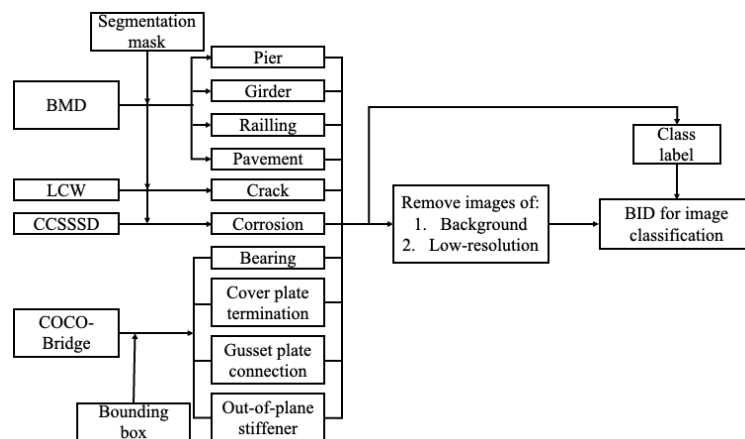 Segmentation
mask
BMD
LCW
CCSSSD
COCO-
Bridge
Bounding
box
Pier
Girder
Railling
Pavement
Crack
Corrosion
Bearing
Cover plate
termination
Gusset plate
connection
Out-of-plane
stiffener
Remove images of:
1. Background
2. Low-resolution
Class
label
BID for image
classification